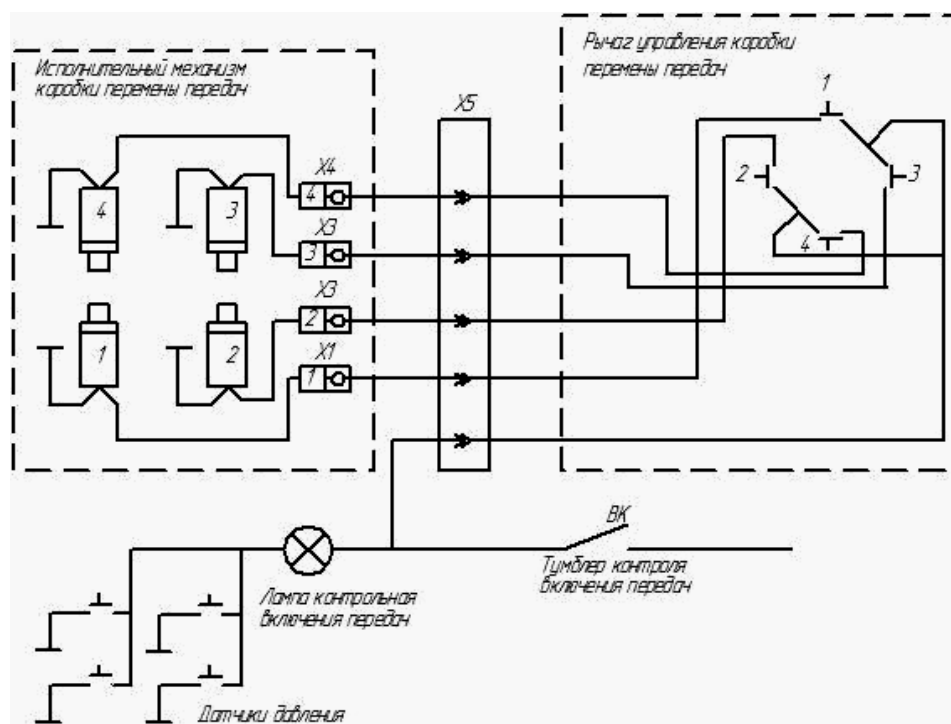 Исполнительный механизм
коробки перемены передач
Рычаг управления коробки
перемены передач
X5
1
2
3
4
X4
4
X3
3
X3
2
X1
1
4
3
1
2
ВК
Тумблер контроля
включения передач
Лампа контрольная
включения передач
Датчики давления